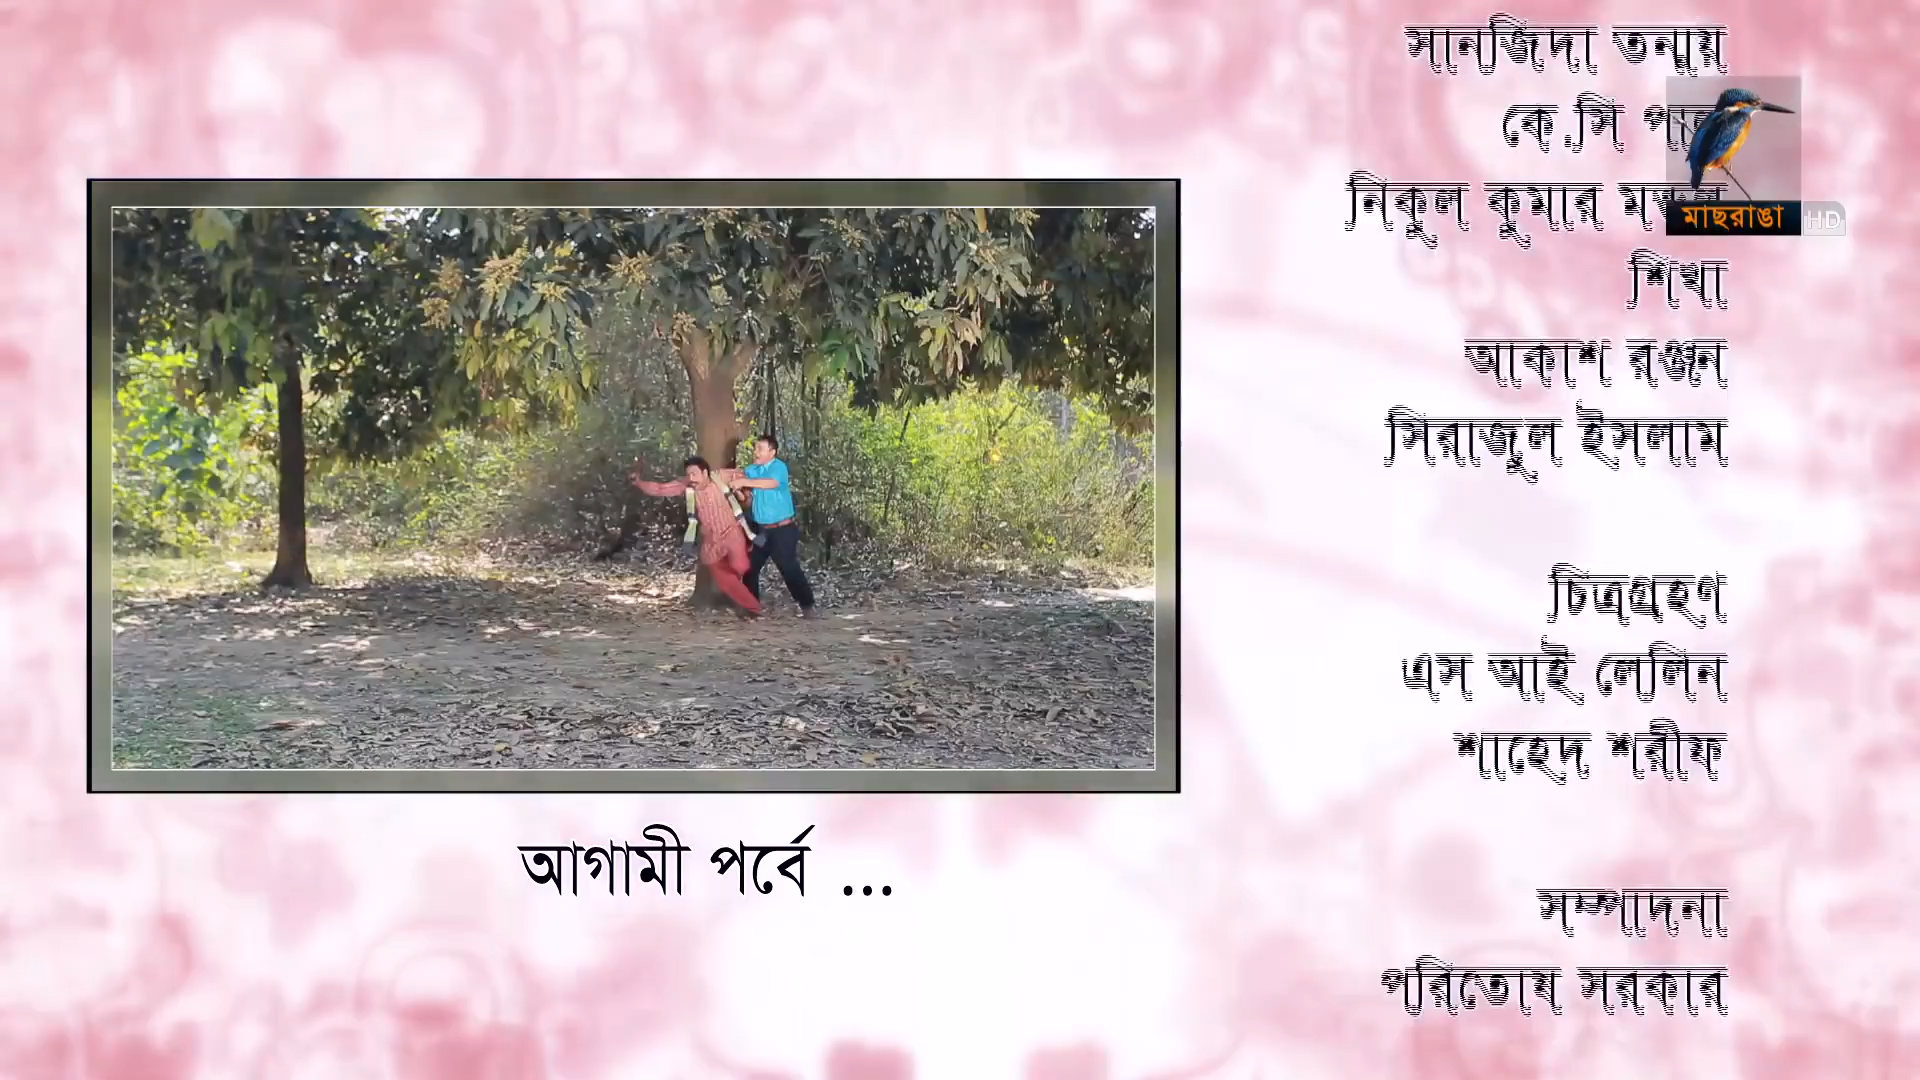 সানজিদা তন্ময়
কে.সি
নিকুল কুমার
শিখা
আকাশ রঞ্জন
সিরাজুল ইসলাম
চিত্রগ্রহণ
এস আই লেলিন
শাহেদ শরীফ
সম্পাদনা
পরিতোষ সরকার
মাছরাঙা HD
আগামী পর্বে ...